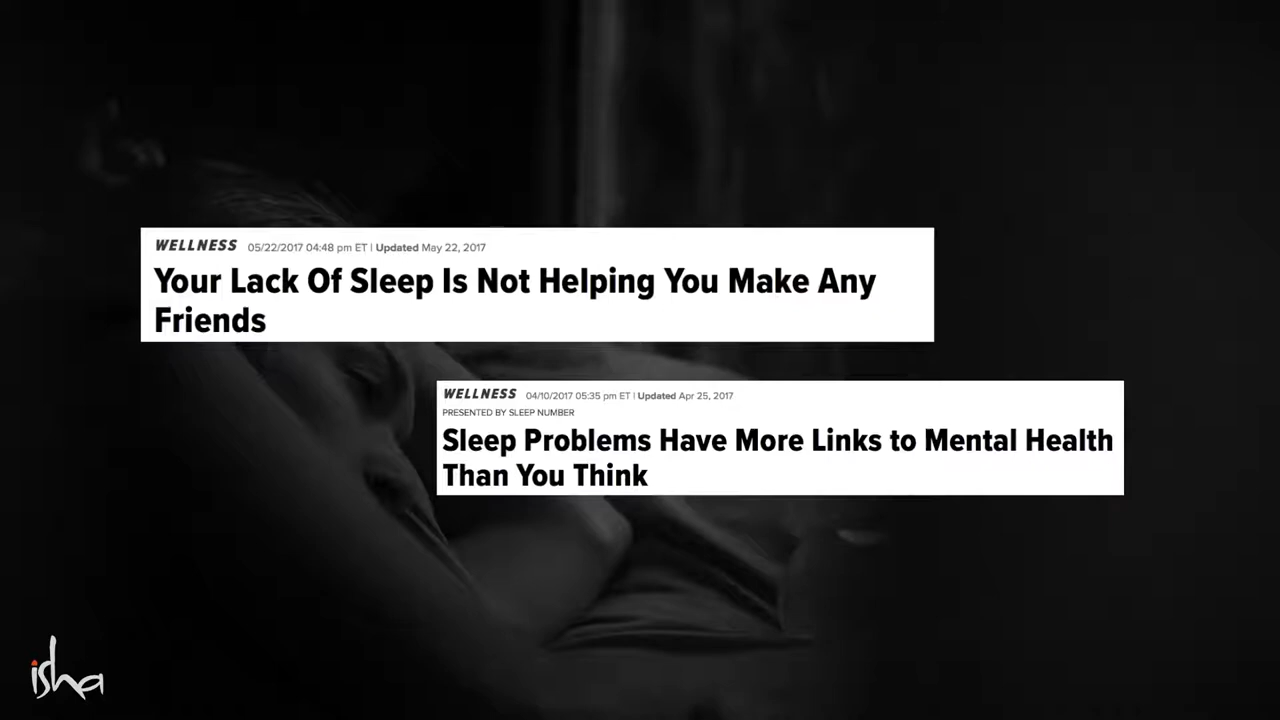 WELLNESS 05/22/2017 04:48 pm ET | Updated May 22, 2017
Your Lack Of Sleep Is Not Helping You Make Any
Friends
WELLNESS 04/10/2017 05:35 pm ET | Updated Apr 25, 2017
PRESENTED BY SLEEP NUMBER
Sleep Problems Have More Links to Mental Health
Than You Think
isha